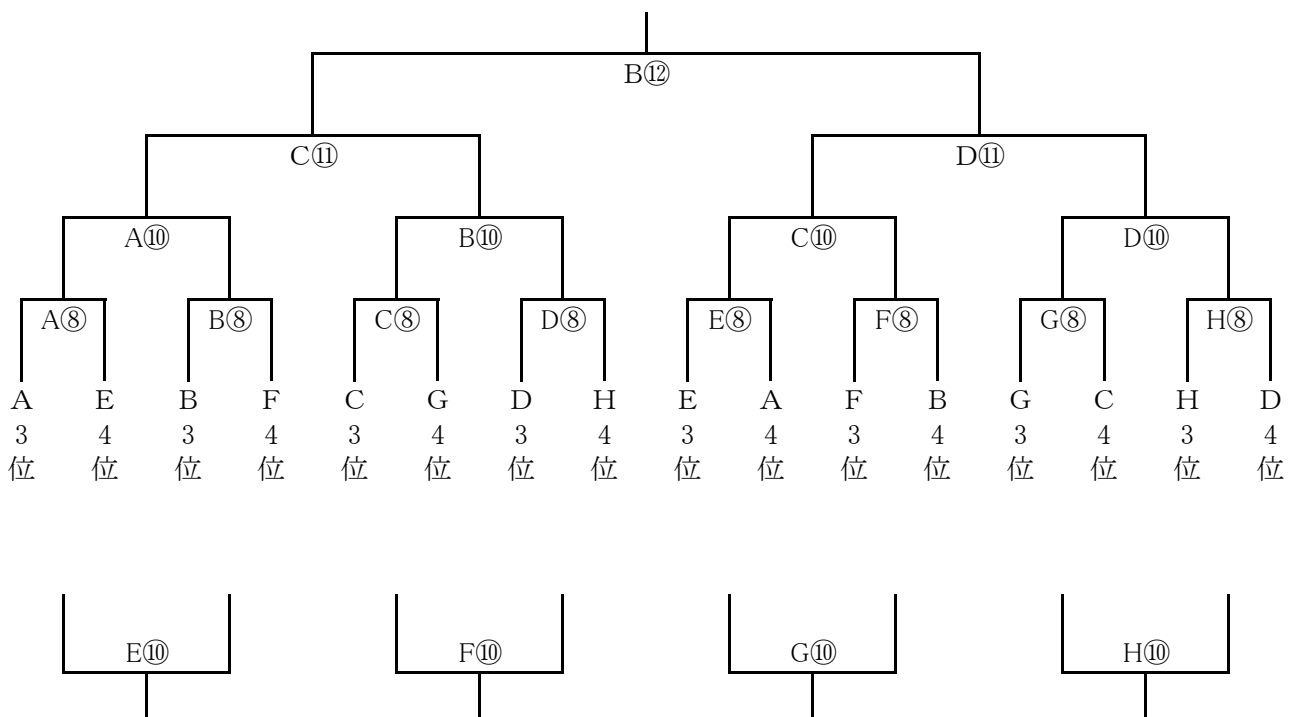 B⑫
C⑪ D⑪
A⑩ B⑩ C⑩ D⑩
A⑧ B⑧ C⑧ D⑧ E⑧ F⑧ G⑧ H⑧
A E B F C G D H E A F B G C H D
3 4 3 4 3 4 3 4 3 4 3 4 3 4 3 4
位 位 位 位 位 位 位 位 位 位 位 位 位 位 位 位
E⑩ F⑩ G⑩ H⑩